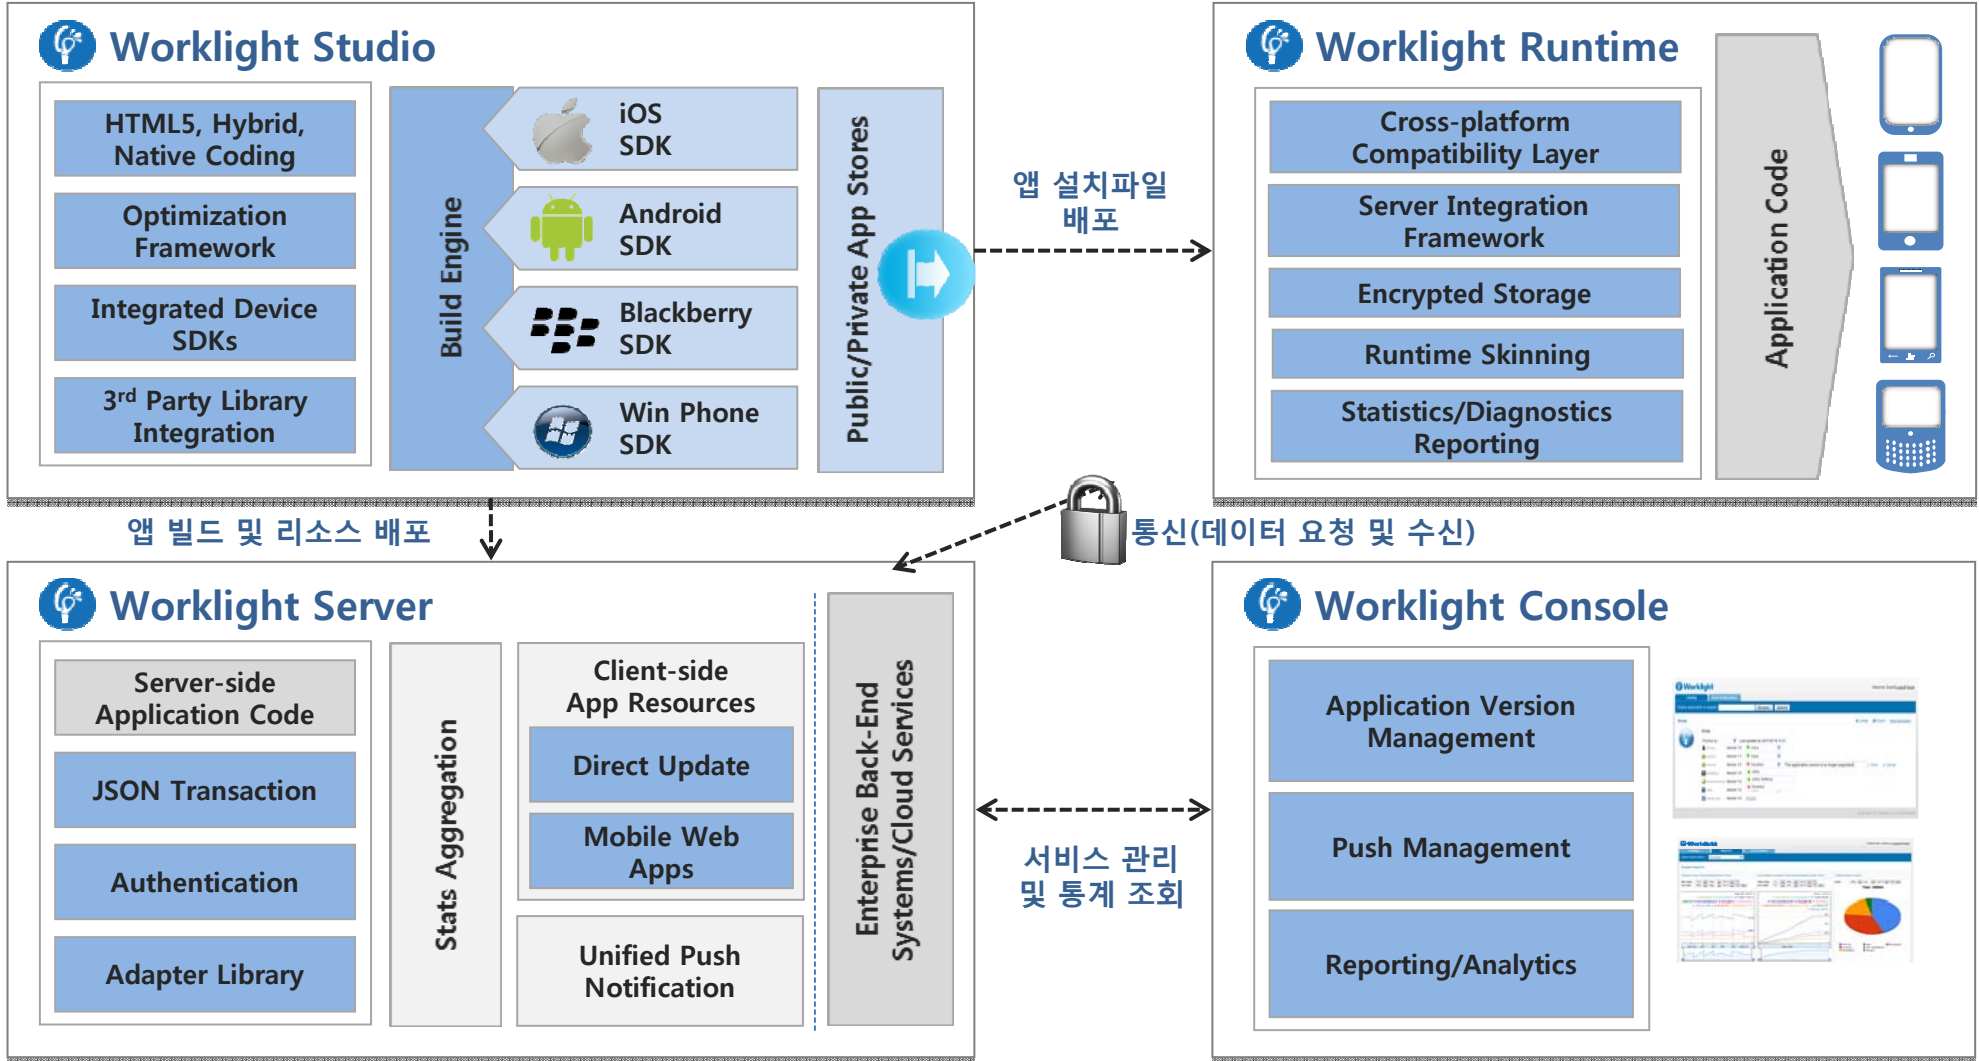 Worklight Studio
HTML5, Hybrid,
Native Coding
Optimization
Framework
Integrated Device
SDKs
3rd Party Library
Integration
Build Engine
iOS
SDK
Android
SDK
Blackberry
SDK
Win Phone
SDK
Public/Private App Stores
앱 설치파일
배포
Worklight Runtime
Cross-platform
Compatibility Layer
Server Integration
Framework
Encrypted Storage
Runtime Skinning
Statistics/Diagnostics
Reporting
Application Code
앱 빌드 및 리소스 배포
통신(데이터 요청 및 수신)
Worklight Server
Server-side
Application Code
JSON Transaction
Authentication
Adapter Library
Stats Aggregation
Client-side
App Resources
Direct Update
Mobile Web
Apps
Unified Push
Notification
Enterprise Back-End
Systems/Cloud Services
서비스 관리
및 통계 조회
Worklight Console
Application Version
Management
Push Management
Reporting/Analytics
Worklight